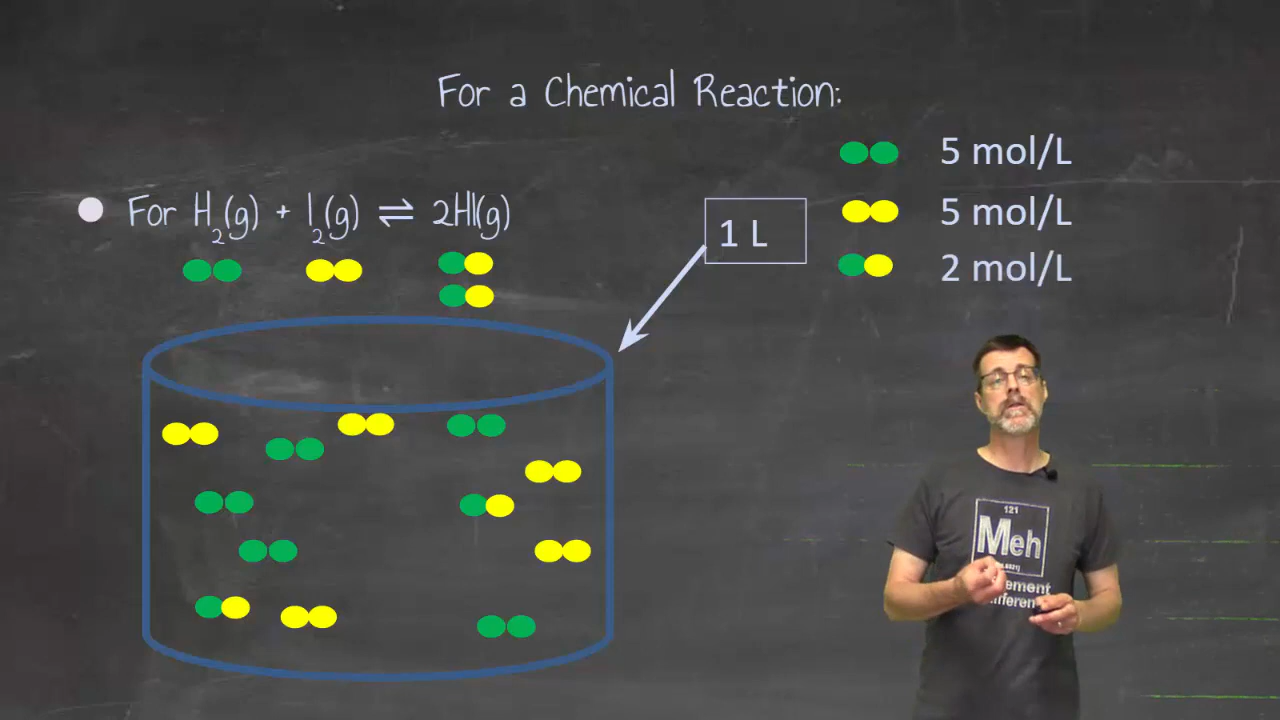 For a Chemical Reaction:
5 mol/L
5 mol/L
2 mol/L
For H₂(g) + I₂(g) ⇌ 2HI(g)
1 L
121
Meh